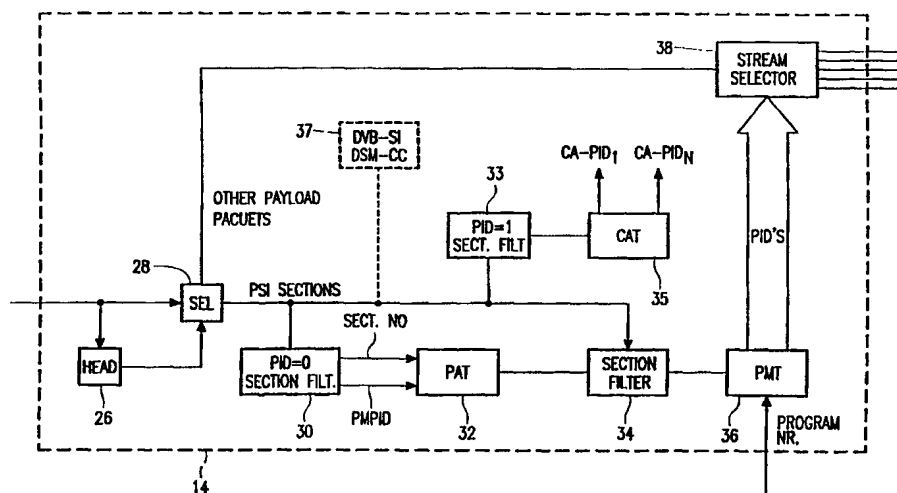 38
STREAM
SELECTOR
37
DVB-SI
DSM-CC
CA-PID1 CA-PIDN
33
OTHER PAYLOAD
PACUETS
PID=1
SECT. FILT
CAT
PID'S
28
SEL
PSI SECTIONS
35
SECT. NO
HEAD
PID=0
SECTION FILT.
PAT
SECTION
FILTER
PMT
26
30
PMPID
32
34
36
PROGRAM
NR.
14